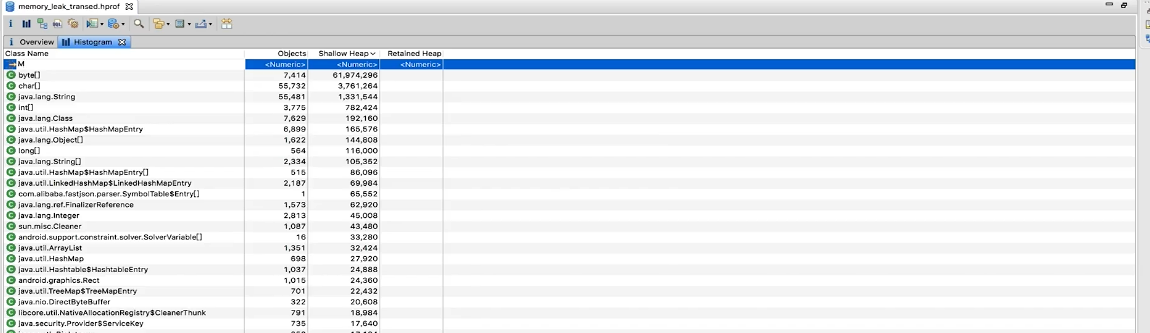 memory_leak_transed.hprof
Overview Histogram
Class Name Objects Shallow Heap Retained Heap
M <Numeric> <Numeric> <Numeric>
byte[] 7,414 61,974,296
char[] 55,732 3,761,264
java.lang.String 55,481 1,331,544
int[] 3,775 782,424
java.lang.Class 7,629 192,160
java.util.HashMap$HashMapEntry 6,899 165,576
java.lang.Object[] 1,622 144,808
long[] 564 116,000
java.lang.String[] 2,334 105,352
java.util.HashMap$HashMapEntry[] 515 86,096
java.util.LinkedHashMap$LinkedHashMapEntry 2,187 69,984
com.alibaba.fastjson.parser.SymbolTable$Entry[] 1 65,552
java.lang.ref.FinalizerReference 1,573 62,920
java.lang.Integer 2,813 45,008
sun.misc.Cleaner 1,087 43,480
android.support.constraint.solver.SolverVariable[] 16 33,280
java.util.ArrayList 1,351 32,424
java.util.HashMap 698 27,920
java.util.Hashtable$HashtableEntry 1,037 24,888
android.graphics.Rect 1,015 24,360
java.util.TreeMap$TreeMapEntry 701 22,432
java.nio.DirectByteBuffer 322 20,608
libcore.util.NativeAllocationRegistry$CleanerThunk 791 18,984
java.security.Provider$ServiceKey 735 17,640